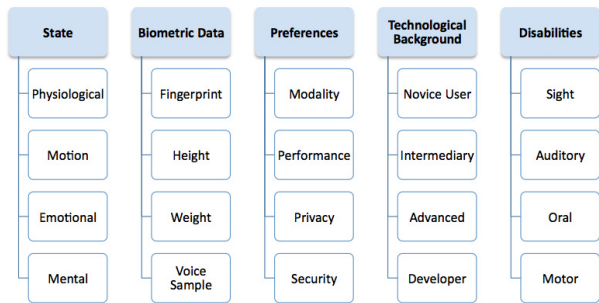 State
Physiological
Motion
Emotional
Mental
Biometric Data
Fingerprint
Height
Weight
Voice
Sample
Preferences
Modality
Performance
Privacy
Security
Technological
Background
Novice User
Intermediary
Advanced
Developer
Disabilities
Sight
Auditory
Oral
Motor